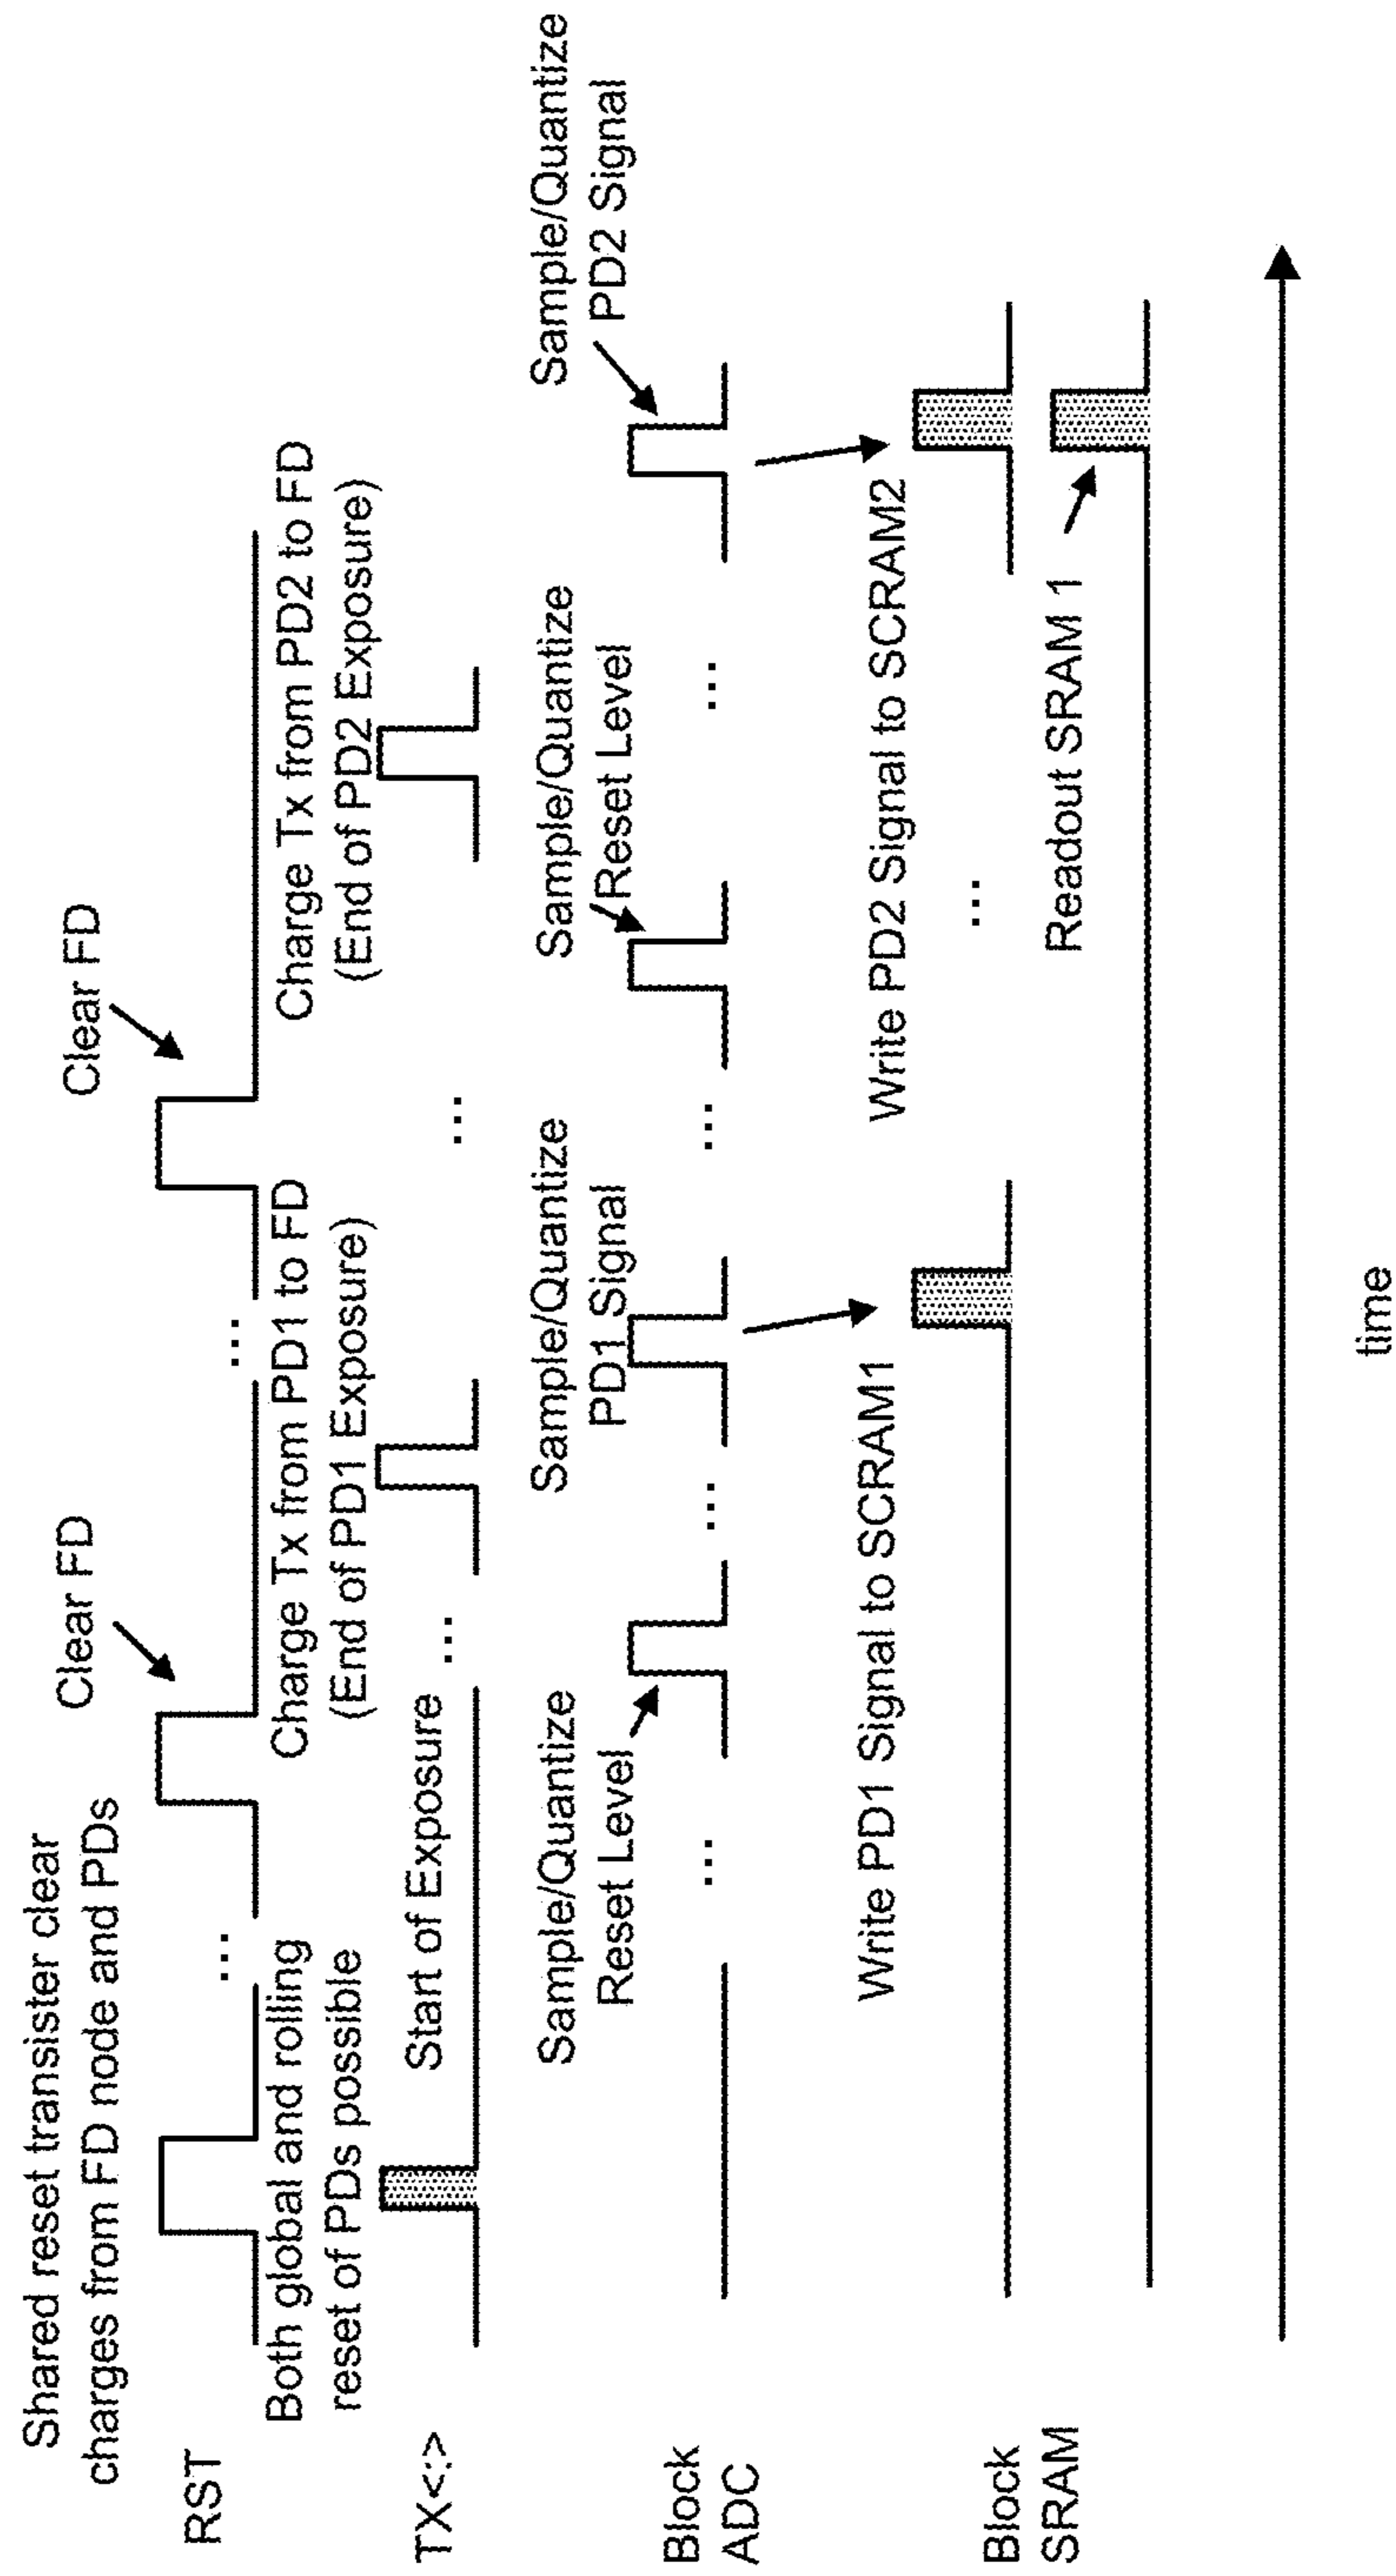 Shared reset transister clear
charges from FD node and PDs
Clear FD
Clear FD
RST
...
...
Both global and rolling
reset of PDs possible
Charge Tx from PD1 to FD
(End of PD1 Exposure)
Charge Tx from PD2 to FD
(End of PD2 Exposure)
TX<:>
Start of Exposure
...
...
Sample/Quantize
Reset Level
Sample/Quantize
PD1 Signal
Sample/Quantize
Reset Level
Sample/Quantize
PD2 Signal
Block
ADC
...
...
...
...
Write PD1 Signal to SCRAM1
Write PD2 Signal to SCRAM2
...
Block
SRAM
Readout SRAM 1
time